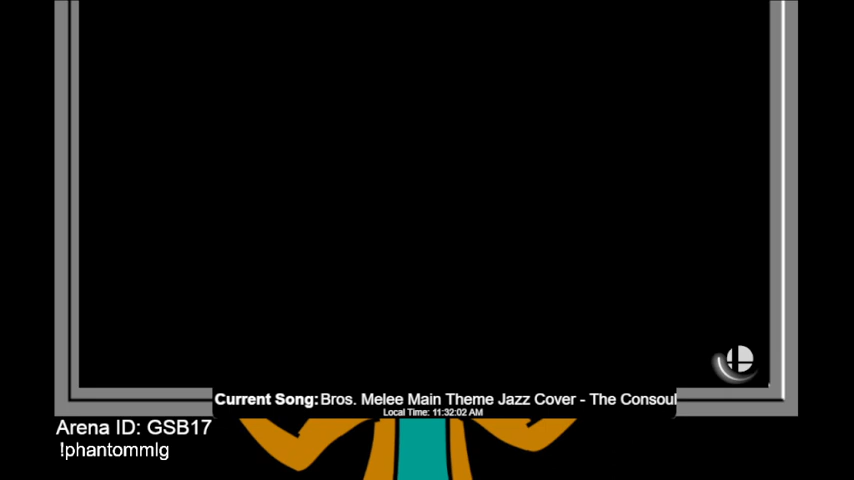 Current Song: Bros. Melee Main Theme Jazz Cover - The Consoul
Local Time: 11:32:02 AM
Arena ID: GSB17
!phantommlg